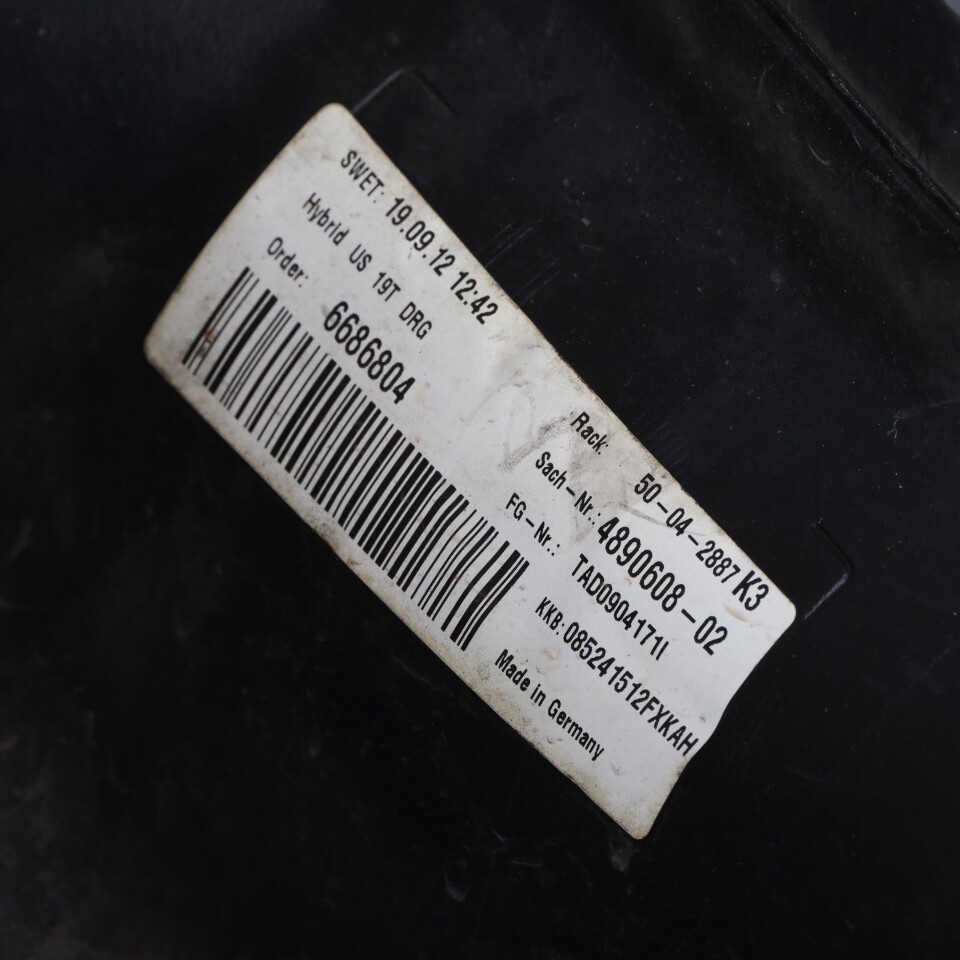 SWET: 19.09.12 12:42
Hybrid US 19T DRG
Order: 6686804
Rack: 50-04-2887 K3
Sach-Nr.: 4890608-02
FG-Nr.: TAD0904171I
KKB: 085241512FXKAH
Made in Germany